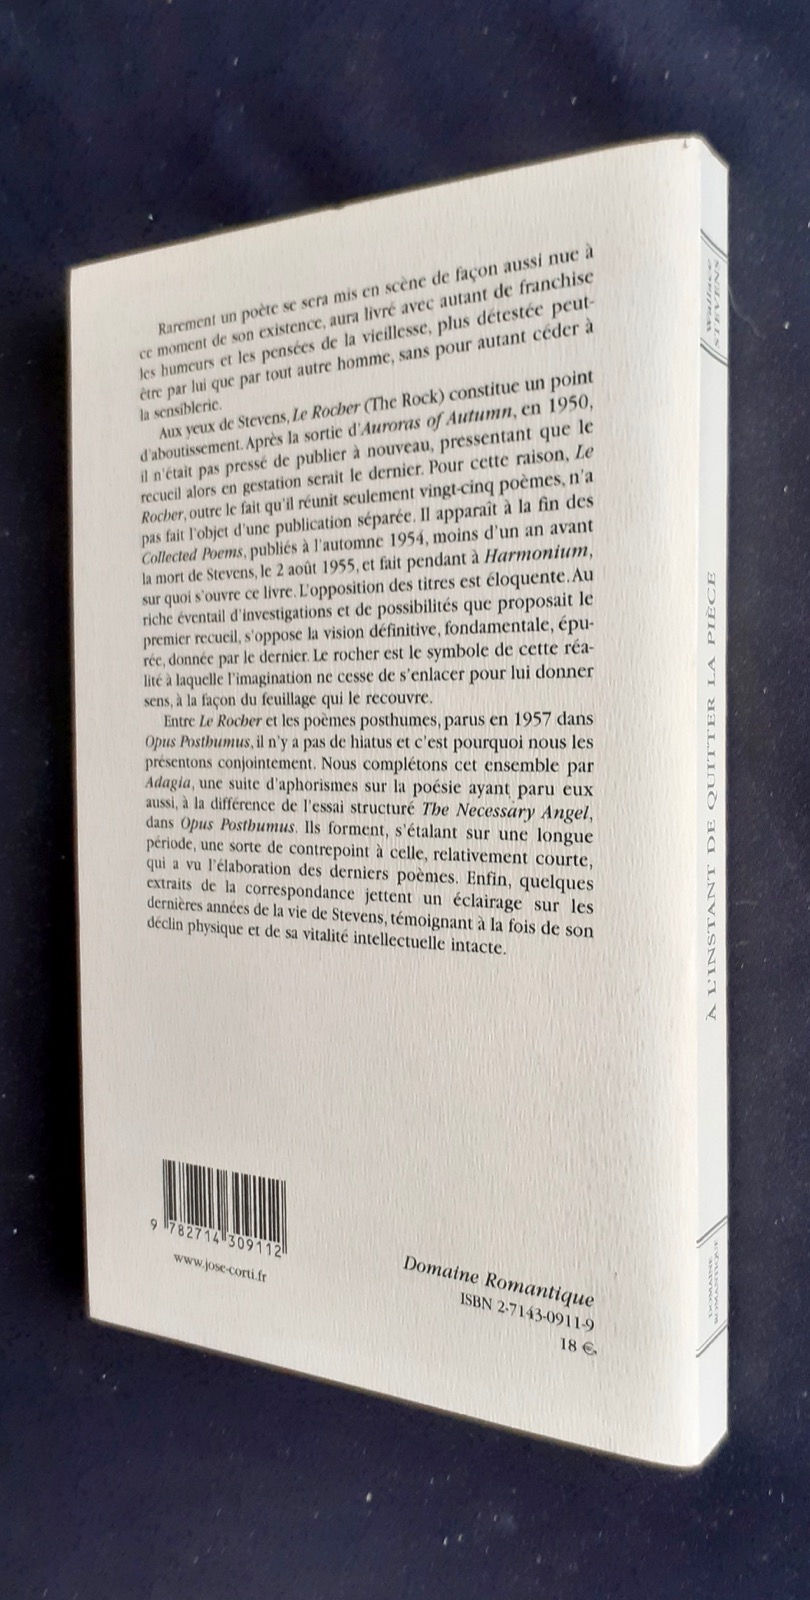 Rarement un poète se sera mis en scène de façon aussi nue à
ce moment de son existence, aura livré avec autant de franchise
les humeurs et les pensées de la vieillesse, plus détestée peut-
être par lui que par tout autre homme, sans pour autant céder à
la sensiblerie.
Aux yeux de Stevens, Le Rocher (The Rock) constitue un point
d'aboutissement. Après la sortie d'Auroras of Autumn, en 1950,
il n'était pas pressé de publier à nouveau, pressentant que le
recueil alors en gestation serait le dernier. Pour cette raison, Le
Rocher, outre le fait qu'il réunit seulement vingt-cinq poèmes, n'a
pas fait l'objet d'une publication séparée. Il apparaît à la fin des
Collected Poems, publiés à l'automne 1954, moins d'un an avant
la mort de Stevens, le 2 août 1955, et fait pendant à Harmonium,
sur quoi s'ouvre ce livre. L'opposition des titres est éloquente. Au
riche éventail d'investigations et de possibilités que proposait le
premier recueil, s'oppose la vision définitive, fondamentale, épu-
rée, donnée par le dernier. Le rocher est le symbole de cette réa-
lité à laquelle l'imagination ne cesse de s'enlacer pour lui donner
sens, à la façon du feuillage qui le recouvre.
Entre Le Rocher et les poèmes posthumes, parus en 1957 dans
Opus Posthumus, il n'y a pas de hiatus et c'est pourquoi nous les
présentons conjointement. Nous complétons cet ensemble par
Adagia, une suite d'aphorismes sur la poésie ayant paru eux
aussi, à la différence de l'essai structuré The Necessary Angel,
dans Opus Posthumus. Ils forment, s'étalant sur une longue
période, une sorte de contrepoint à celle, relativement courte,
qui a vu l'élaboration des derniers poèmes. Enfin, quelques
extraits de la correspondance jettent un éclairage sur les
dernières années de la vie de Stevens, témoignant à la fois de son
déclin physique et de sa vitalité intellectuelle intacte.
9 782714 309112
www.jose-corti.fr
Domaine Romantique
ISBN 2-7143-0911-9
18 €
Wallace
STEVENS
À L'INSTANT DE QUITTER LA PIÈCE
DOMAINE
ROMANTIQUE